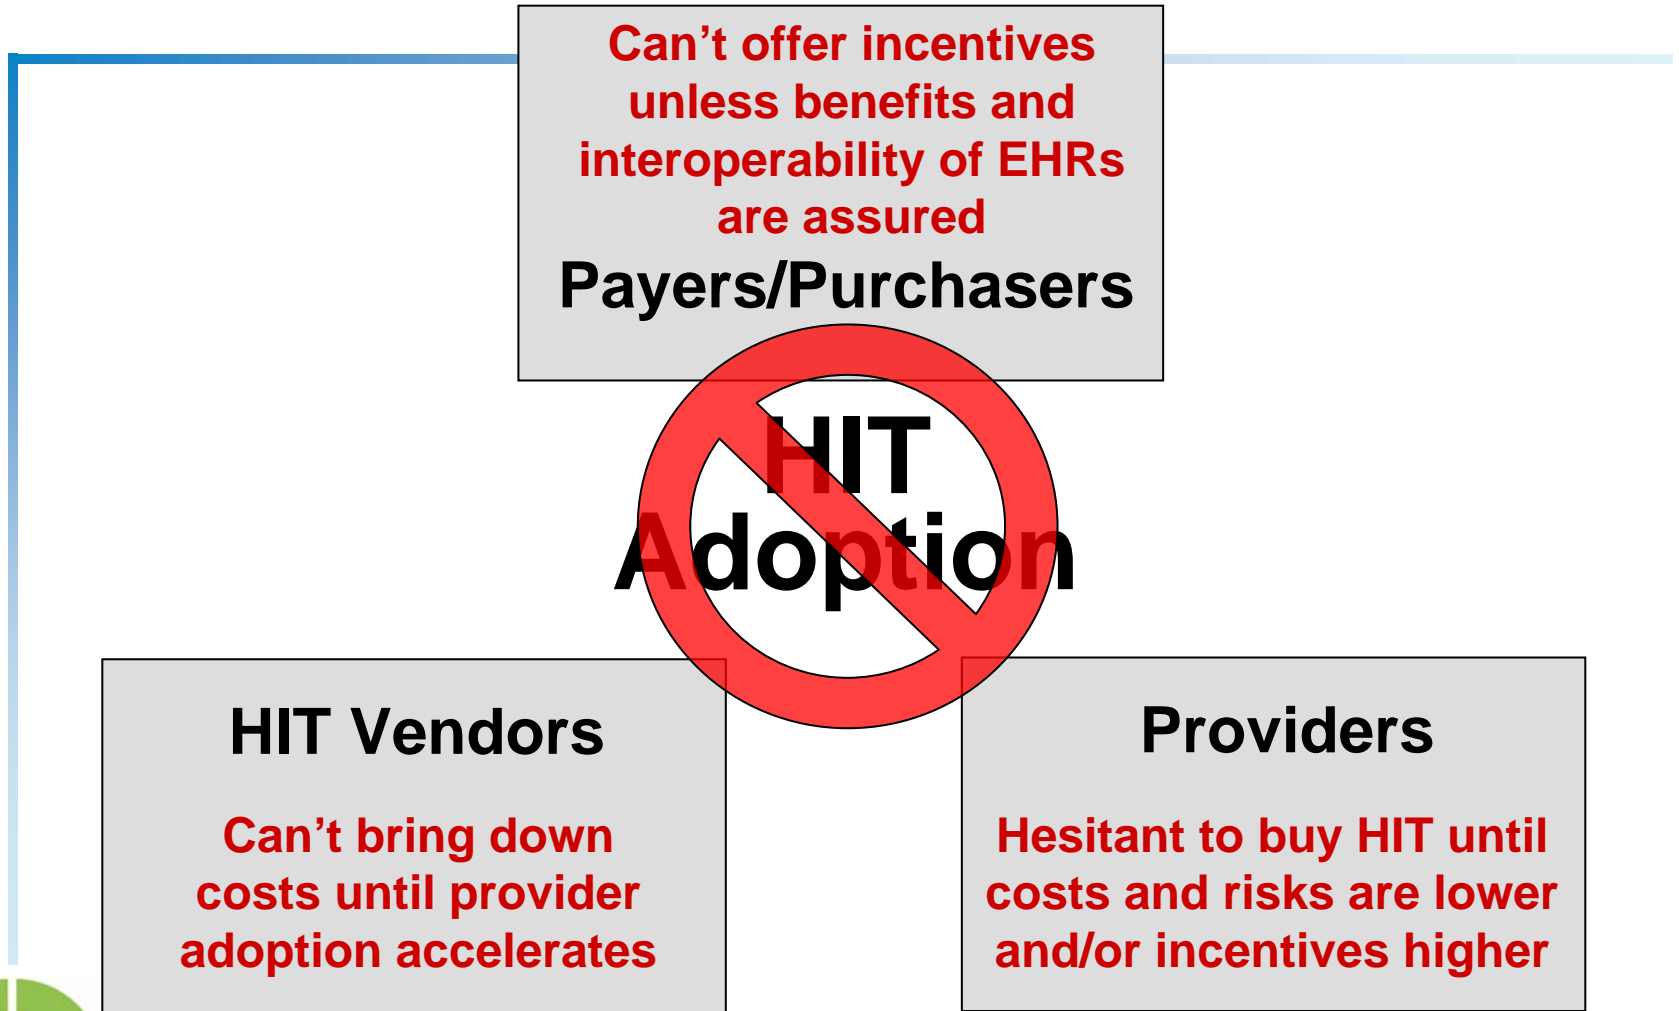 Can’t offer incentives
unless benefits and
interoperability of EHRs
are assured
Payers/Purchasers
HIT
Adoption
HIT Vendors
Can’t bring down
costs until provider
adoption accelerates
Providers
Hesitant to buy HIT until
costs and risks are lower
and/or incentives higher